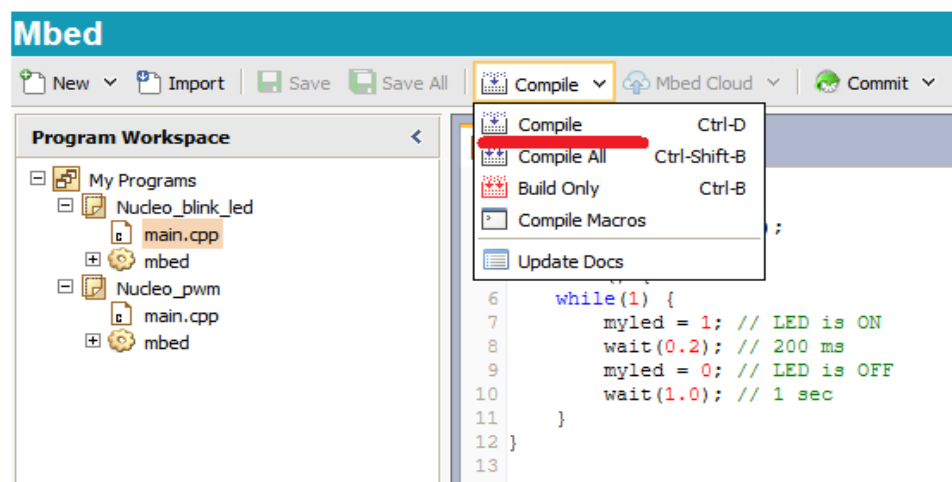 Mbed
New Import Save Save All Compile Mbed Cloud Commit
Program Workspace
My Programs
Nucleo_blink_led
main.cpp
mbed
Nucleo_pwm
main.cpp
mbed
Compile Ctrl-D
Compile All Ctrl-Shift-B
Build Only Ctrl-B
Compile Macros
Update Docs
);
6 while(1) {
7 myled = 1; // LED is ON
8 wait(0.2); // 200 ms
9 myled = 0; // LED is OFF
10 wait(1.0); // 1 sec
11 }
12 }
13